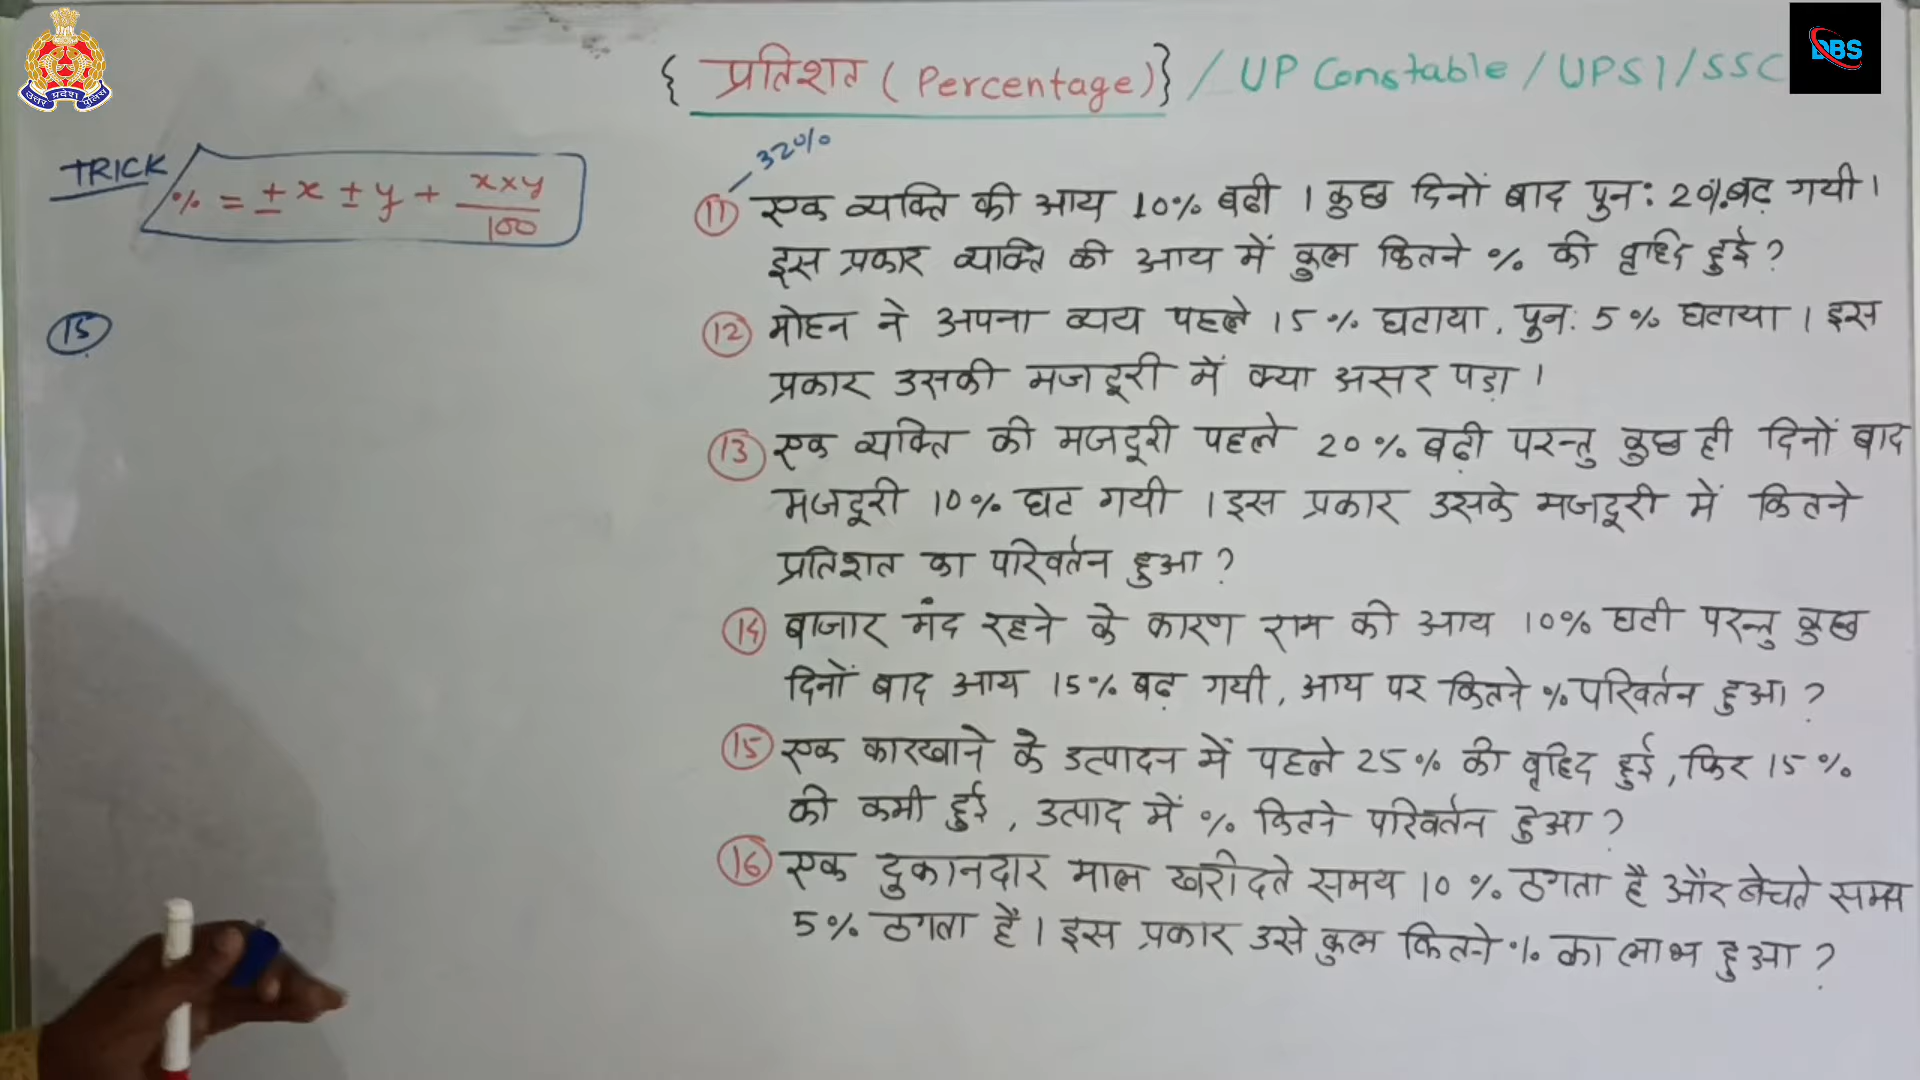 उत्तर प्रदेश पुलिस
DBS
{ प्रतिशत ( Percentage ) } / UP Constable / UPSI / SSC
TRICK
% = ± x ± y + x×y/100
32%
(11) एक व्यक्ति की आय 10% बढी । कुछ दिनों बाद पुन: 20% बढ़ गयी ।
इस प्रकार व्यक्ति की आय में कुल कितने % की वृद्धि हुई ?
(12) मोहन ने अपना व्यय पहले 15% घटाया, पुन: 5% घटाया । इस
प्रकार उसकी मजदूरी में क्या असर पड़ा ।
(13) एक व्यक्ति की मजदूरी पहले 20% बढ़ी परन्तु कुछ ही दिनों बाद
मजदूरी 10% घट गयी । इस प्रकार उसके मजदूरी में कितने
प्रतिशत का परिवर्तन हुआ ?
(14) बाजार मंद रहने के कारण राम की आय 10% घटी परन्तु कुछ
दिनों बाद आय 15% बढ़ गयी, आय पर कितने % परिवर्तन हुआ ?
(15) एक कारखाने के उत्पादन में पहले 25% की वृद्धि हुई, फिर 15%
की कमी हुई, उत्पाद में % कितने परिवर्तन हुआ ?
(16) एक दुकानदार माल खरीदते समय 10% ठगता है और बेचते समय
5% ठगता है । इस प्रकार उसे कुल कितने % का लाभ हुआ ?
(15)